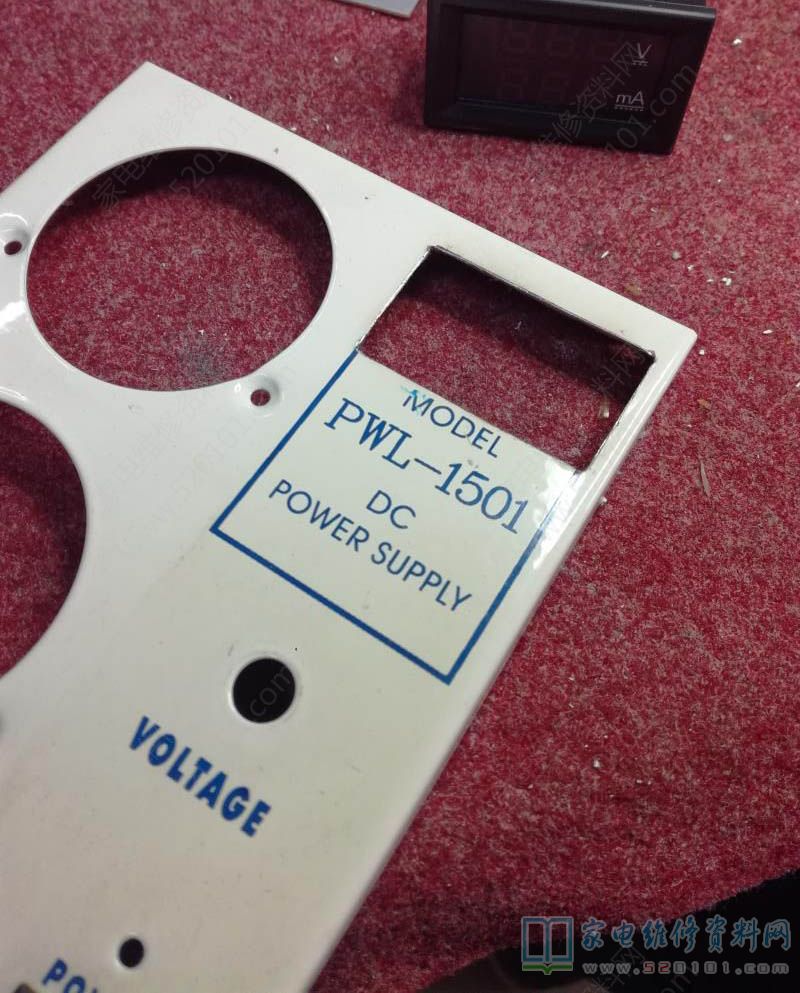 V
mA
MODEL
PWL-1501
DC
POWER SUPPLY
VOLTAGE
家电维修资料网
www.520101.com